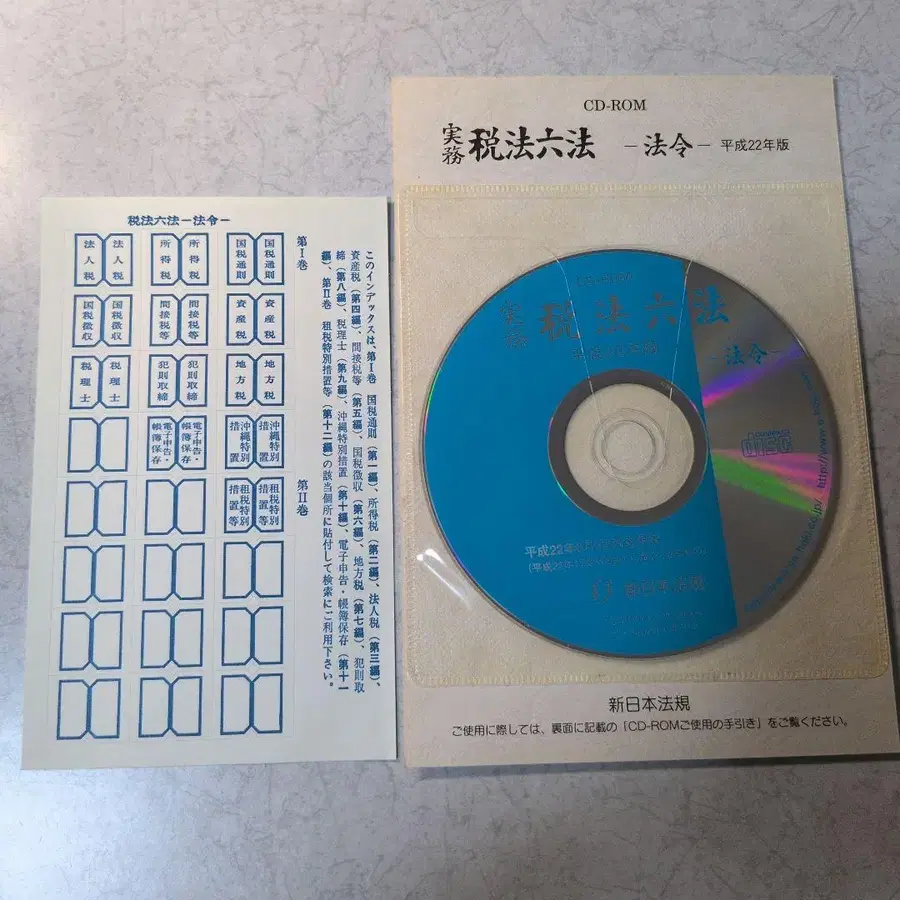 税法六法－法令－
第Ⅰ巻
国税通則 国税通則
所得税 所得税
法人税 法人税
資産税 資産税
間接税等 間接税等
国税徴収 国税徴収
地方税 地方税
犯則取締 犯則取締
税理士 税理士
沖縄特別措置 沖縄特別措置
電子申告・帳簿保存 電子申告・帳簿保存
第Ⅱ巻
租税特別措置等 租税特別措置等
このインデックスは、第Ⅰ巻 国税通則（第一編）、所得税（第二編）、法人税（第三編）、
資産税（第四編）、間接税等（第五編）、国税徴収（第六編）、地方税（第七編）、犯則取
締（第八編）、税理士（第九編）、沖縄特別措置（第十編）、電子申告・帳簿保存（第十一
編）、第Ⅱ巻 租税特別措置等（第十二編）の該当個所に貼付して検索にご利用下さい。
CD-ROM
実務 税法六法 －法令－ 平成22年版
CD-ROM
実務 税法六法
平成22年版
－法令－
新日本法規
新日本法規
ご使用に際しては、裏面に記載の「CD-ROMご使用の手引き」をご覧ください。